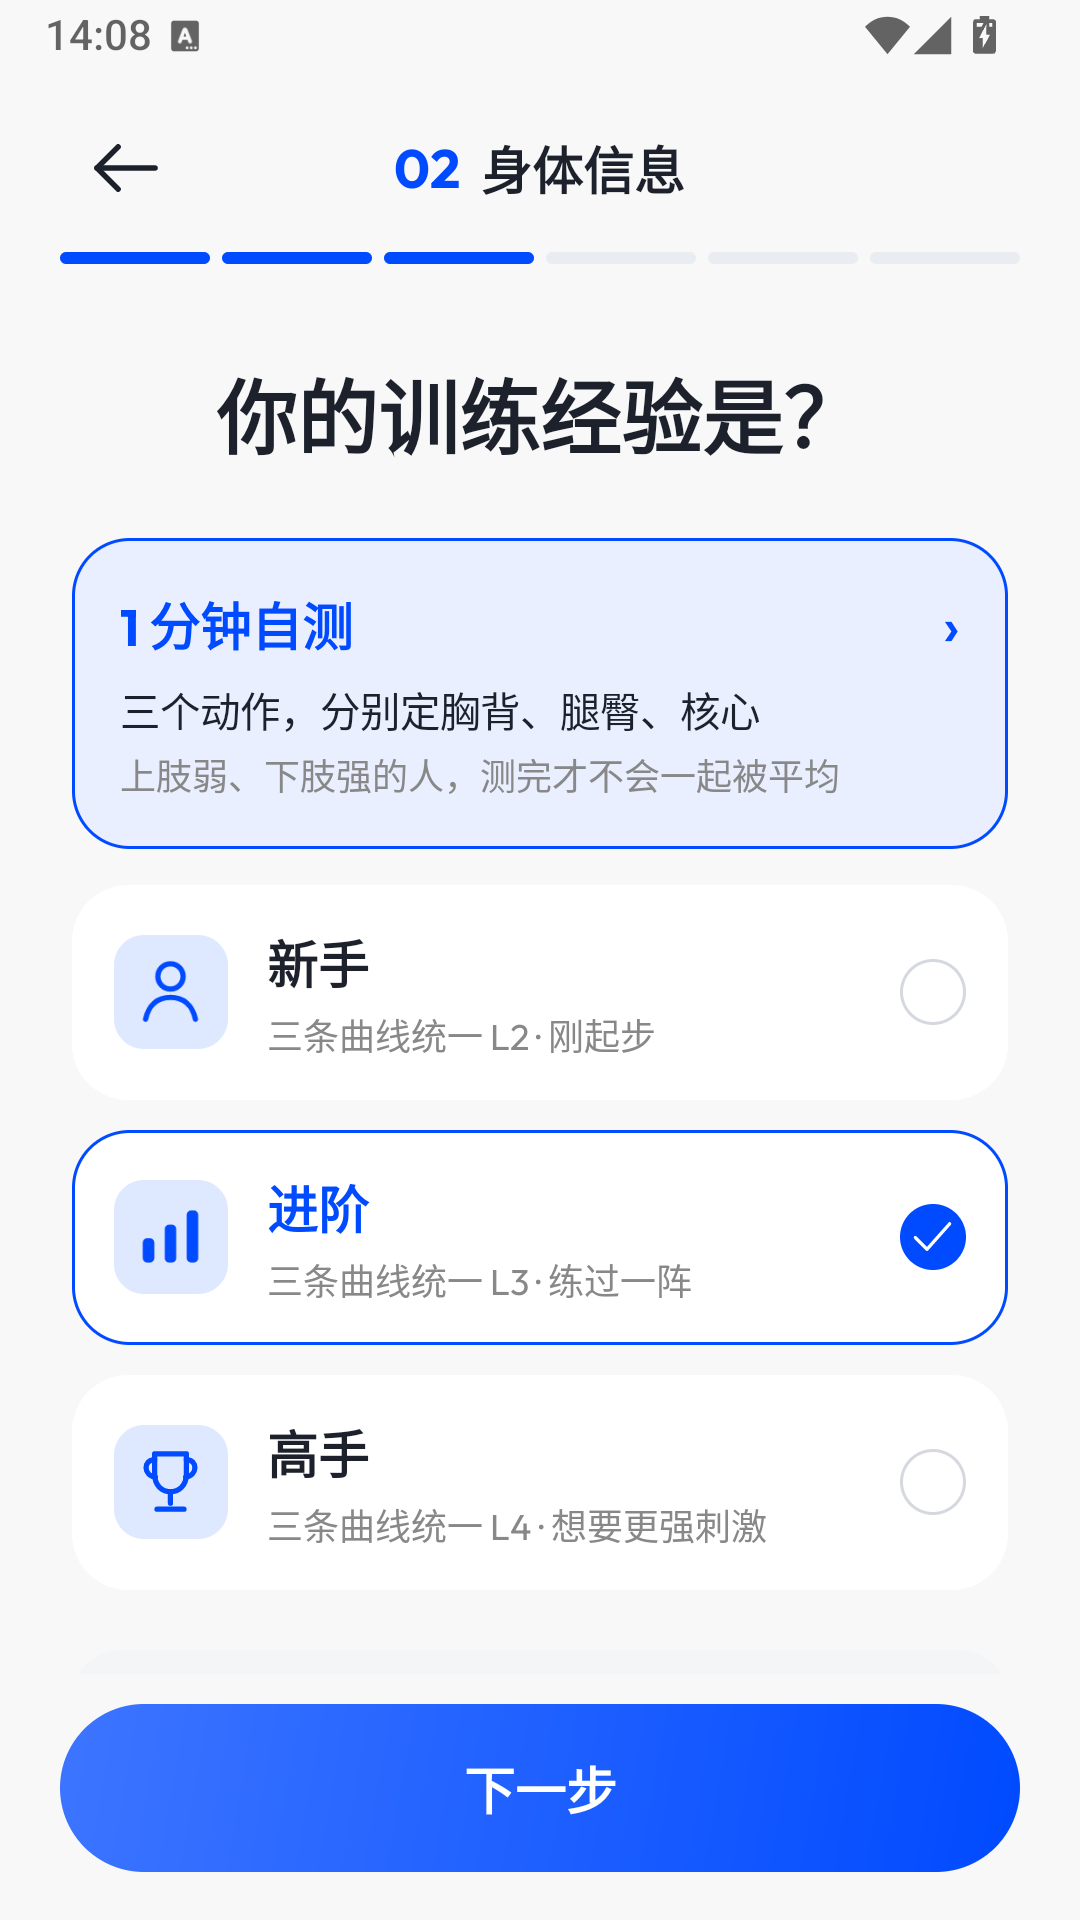 14:08
02 身体信息
你的训练经验是?
1 分钟自测
三个动作，分别定胸背、腿臀、核心
上肢弱、下肢强的人，测完才不会一起被平均
新手
三条曲线统一 L2 · 刚起步
进阶
三条曲线统一 L3 · 练过一阵
高手
三条曲线统一 L4 · 想要更强刺激
下一步